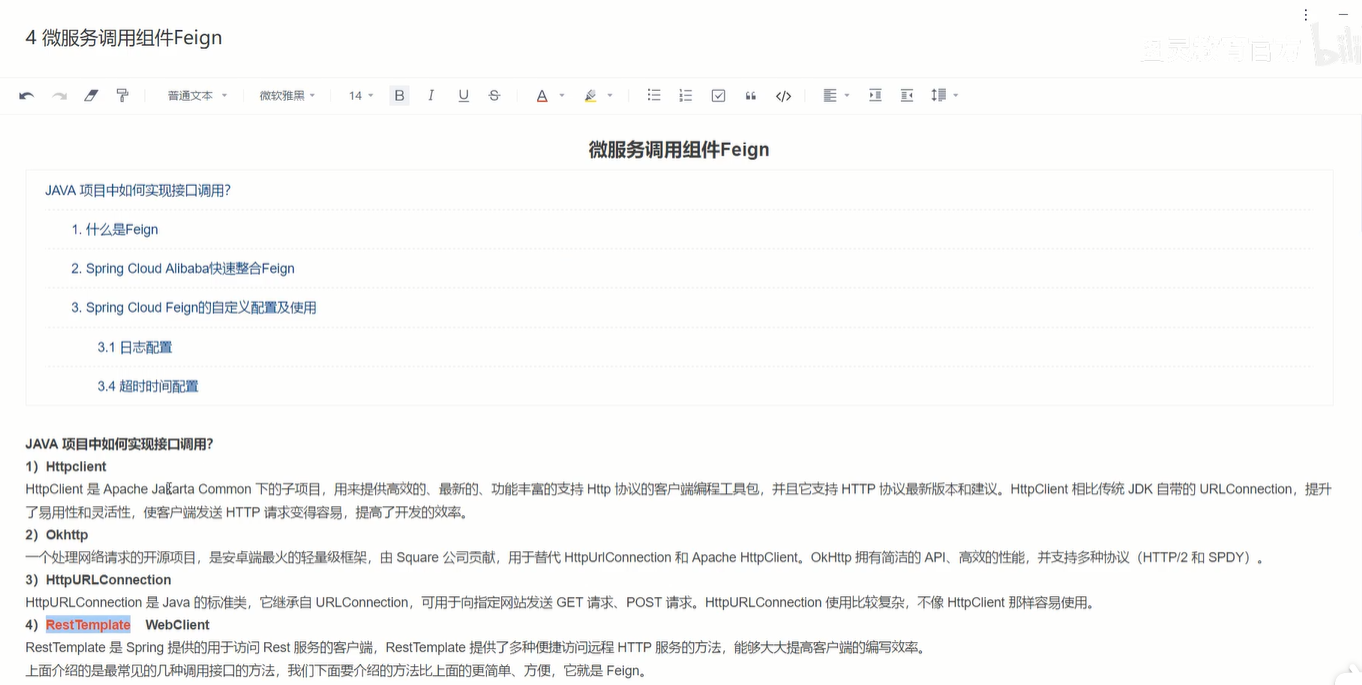 4 微服务调用组件Feign
普通文本 微软雅黑 14 B I U S A
微服务调用组件Feign
JAVA 项目中如何实现接口调用？
1. 什么是Feign
2. Spring Cloud Alibaba快速整合Feign
3. Spring Cloud Feign的自定义配置及使用
3.1 日志配置
3.4 超时时间配置
JAVA 项目中如何实现接口调用？
1）Httpclient
HttpClient 是 Apache Jakarta Common 下的子项目，用来提供高效的、最新的、功能丰富的支持 Http 协议的客户端编程工具包，并且它支持 HTTP 协议最新版本和建议。HttpClient 相比传统 JDK 自带的 URLConnection，提升
了易用性和灵活性，使客户端发送 HTTP 请求变得容易，提高了开发的效率。
2）Okhttp
一个处理网络请求的开源项目，是安卓端最火的轻量级框架，由 Square 公司贡献，用于替代 HttpUrlConnection 和 Apache HttpClient。OkHttp 拥有简洁的 API、高效的性能，并支持多种协议（HTTP/2 和 SPDY）。
3）HttpURLConnection
HttpURLConnection 是 Java 的标准类，它继承自 URLConnection，可用于向指定网站发送 GET 请求、POST 请求。HttpURLConnection 使用比较复杂，不像 HttpClient 那样容易使用。
4）RestTemplate WebClient
RestTemplate 是 Spring 提供的用于访问 Rest 服务的客户端，RestTemplate 提供了多种便捷访问远程 HTTP 服务的方法，能够大大提高客户端的编写效率。
上面介绍的是最常见的几种调用接口的方法，我们下面要介绍的方法比上面的更简单、方便，它就是 Feign。